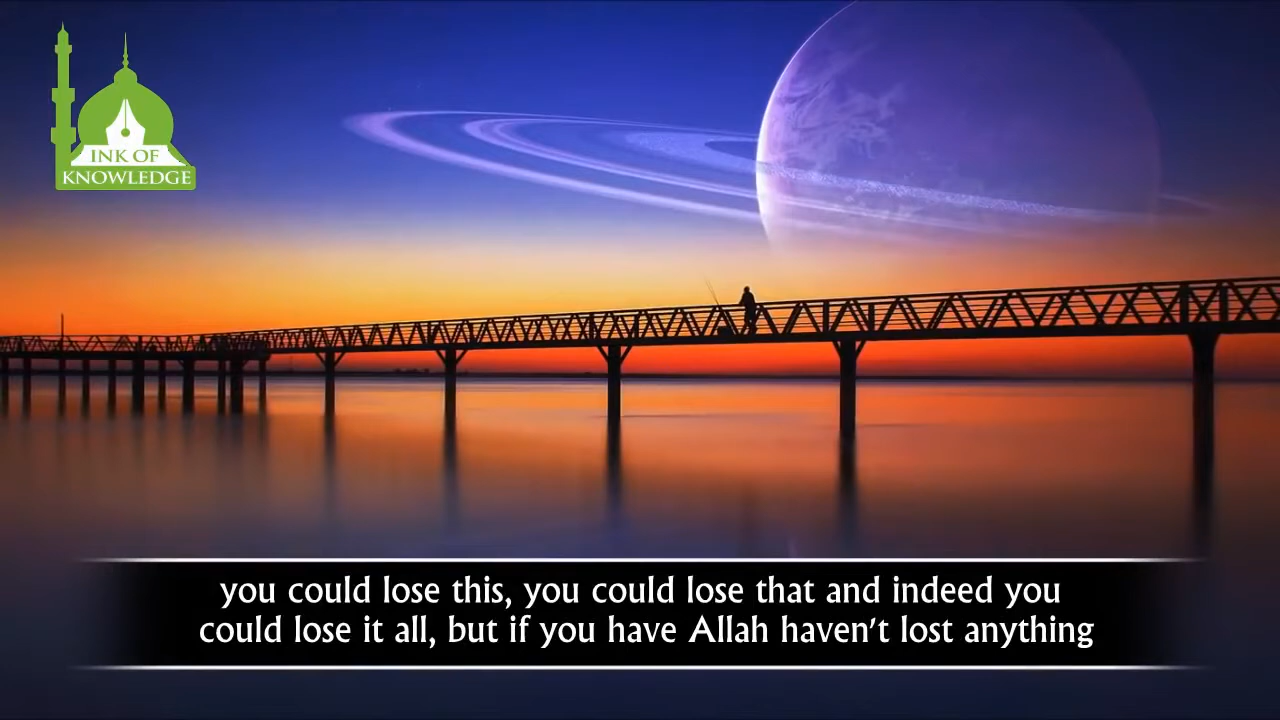 INK OF
KNOWLEDGE
you could lose this, you could lose that and indeed you
could lose it all, but if you have Allah haven't lost anything